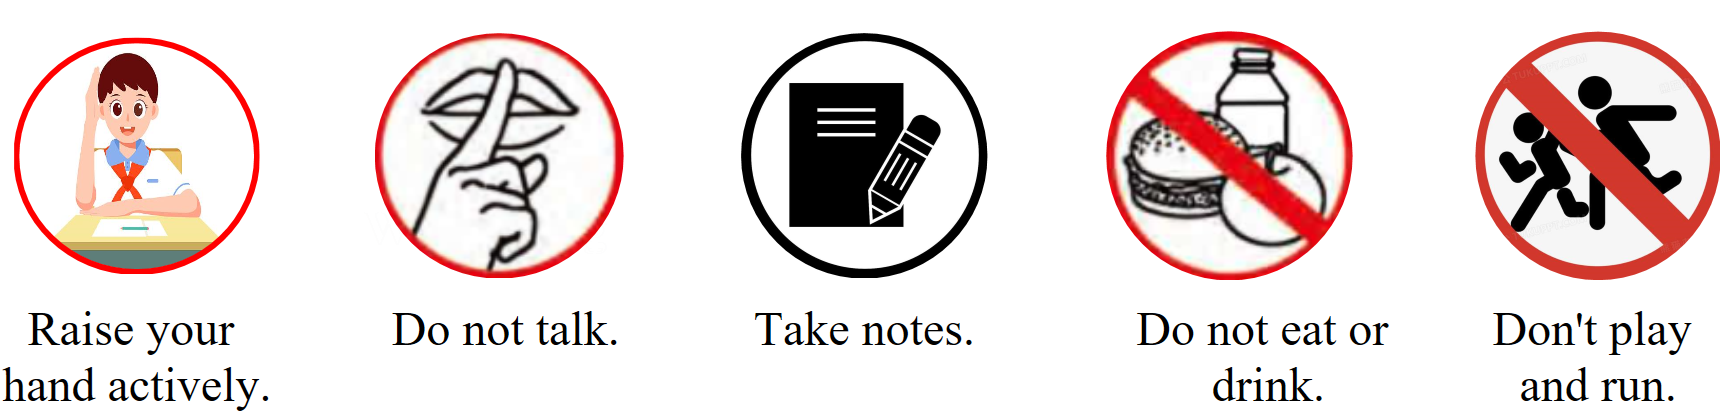 Raise your
hand actively.
Do not talk.
Take notes.
Do not eat or
drink.
Don't play
and run.